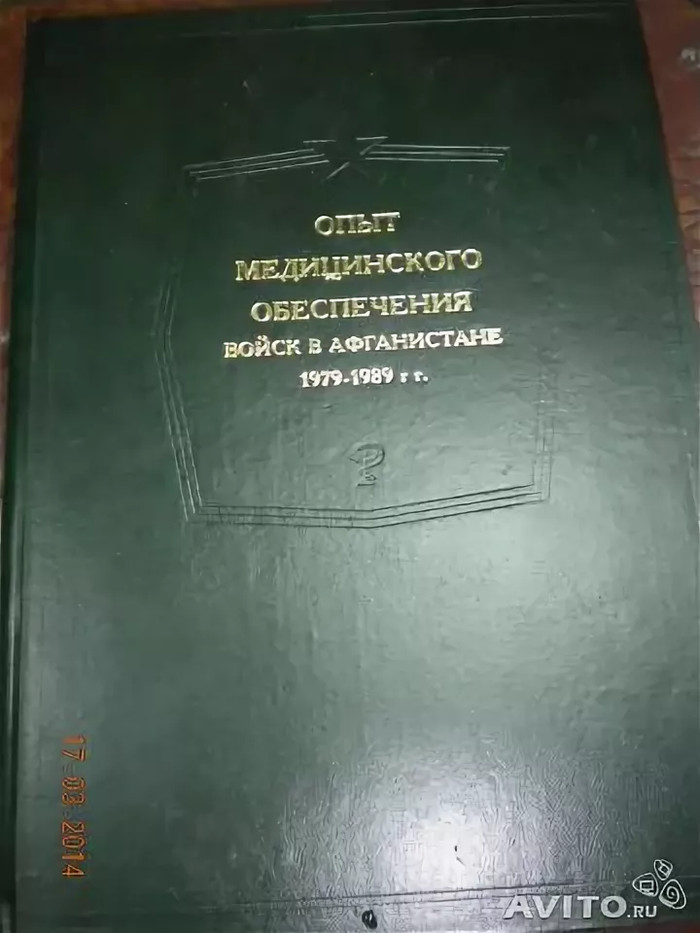 ОПЫТ
МЕДИЦИНСКОГО
ОБЕСПЕЧЕНИЯ
ВОЙСК В АФГАНИСТАНЕ
1979-1989 г г.
17.03.2014
AVITO.RU